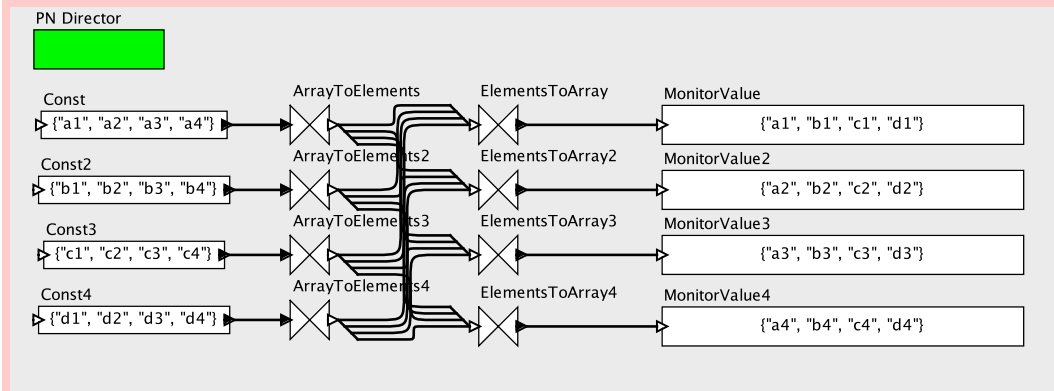 PN Director
Const
ArrayToElements
ElementsToArray
MonitorValue
{"a1", "a2", "a3", "a4"}
{"a1", "b1", "c1", "d1"}
Const2
ArrayToElements2
ElementsToArray2
MonitorValue2
{"b1", "b2", "b3", "b4"}
{"a2", "b2", "c2", "d2"}
Const3
ArrayToElements3
ElementsToArray3
MonitorValue3
{"c1", "c2", "c3", "c4"}
{"a3", "b3", "c3", "d3"}
Const4
ArrayToElements4
ElementsToArray4
MonitorValue4
{"d1", "d2", "d3", "d4"}
{"a4", "b4", "c4", "d4"}